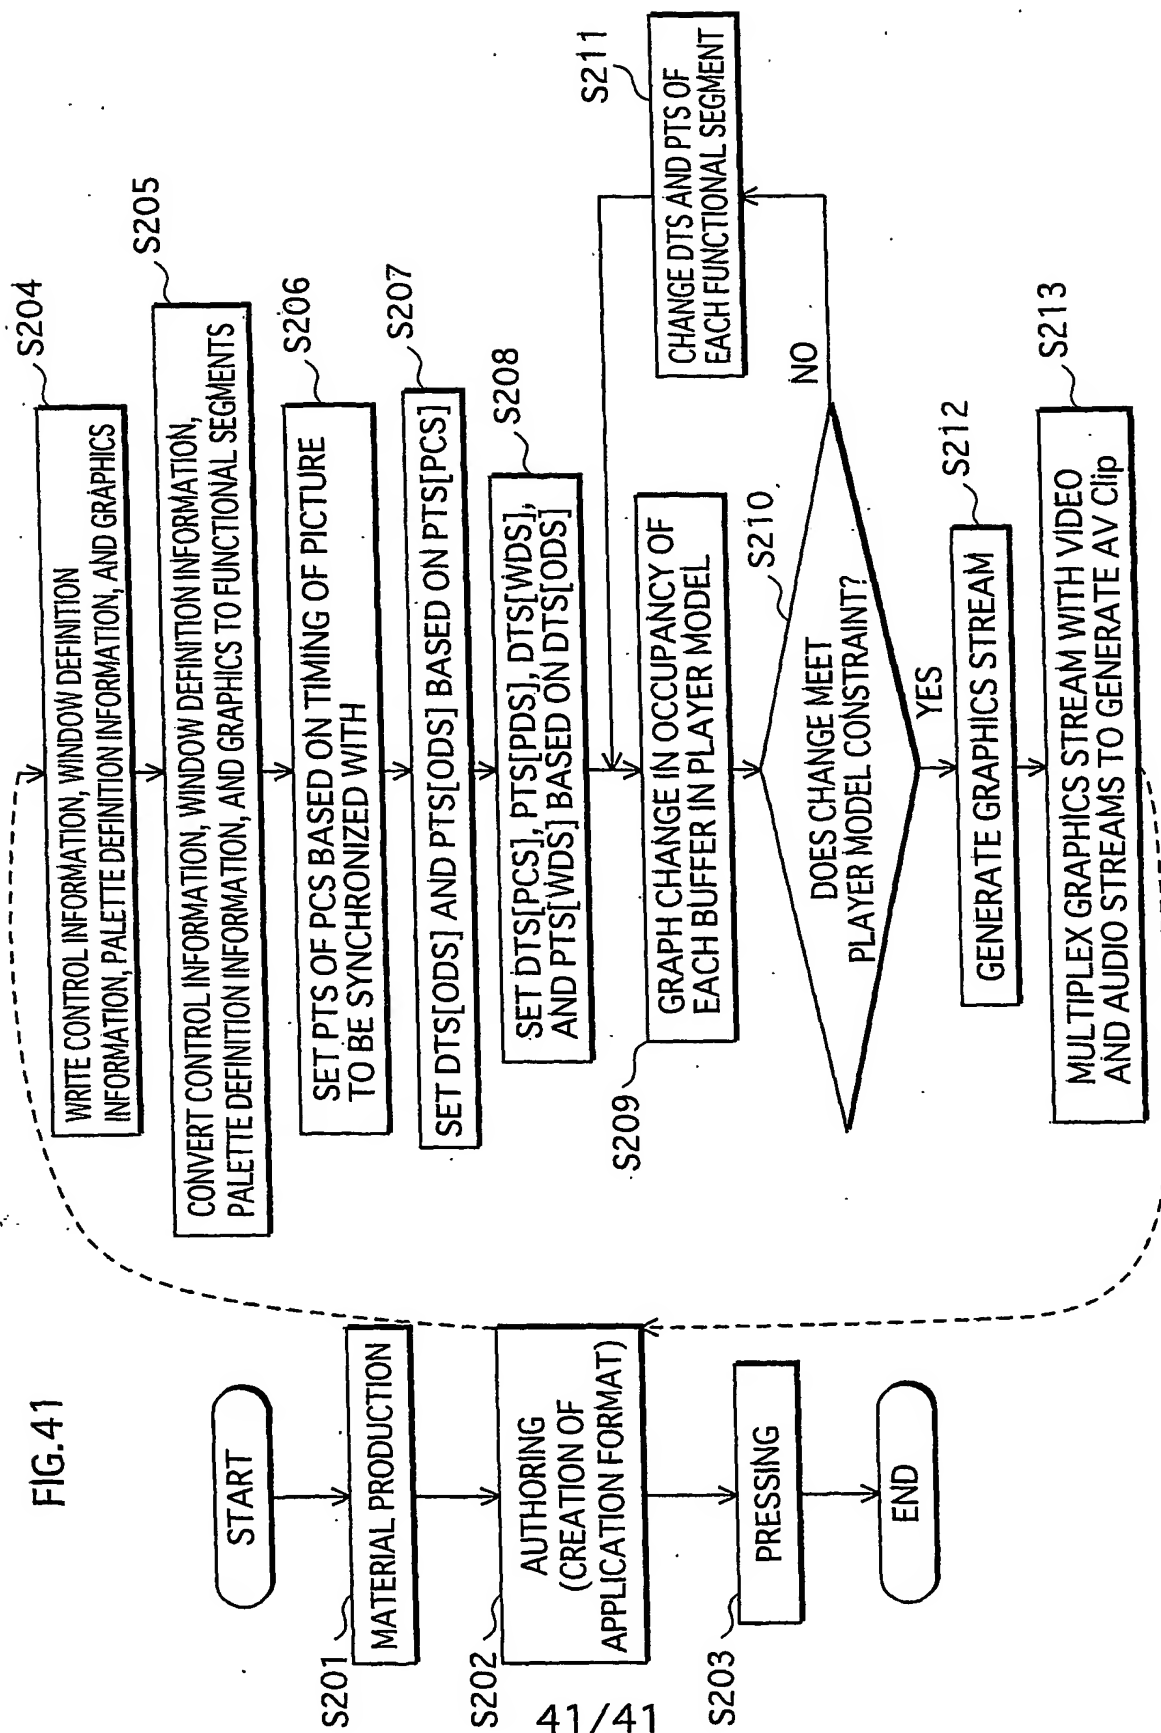 FIG.41
START
S201
MATERIAL PRODUCTION
S202
AUTHORING
(CREATION OF
APPLICATION FORMAT)
S203
PRESSING
END
S204
WRITE CONTROL INFORMATION, WINDOW DEFINITION
INFORMATION, PALETTE DEFINITION INFORMATION, AND GRAPHICS
S205
CONVERT CONTROL INFORMATION, WINDOW DEFINITION INFORMATION,
PALETTE DEFINITION INFORMATION, AND GRAPHICS TO FUNCTIONAL SEGMENTS
S206
SET PTS OF PCS BASED ON TIMING OF PICTURE
TO BE SYNCHRONIZED WITH
S207
SET DTS[ODS] AND PTS[ODS] BASED ON PTS[PCS]
S208
SET DTS[PCS], PTS[PDS], DTS[WDS],
AND PTS[WDS] BASED ON DTS[ODS]
S209
GRAPH CHANGE IN OCCUPANCY OF
EACH BUFFER IN PLAYER MODEL
S210
DOES CHANGE MEET
PLAYER MODEL CONSTRAINT?
NO
S211
CHANGE DTS AND PTS OF
EACH FUNCTIONAL SEGMENT
YES
S212
GENERATE GRAPHICS STREAM
S213
MULTIPLEX GRAPHICS STREAM WITH VIDEO
AND AUDIO STREAMS TO GENERATE AV Clip
41/41